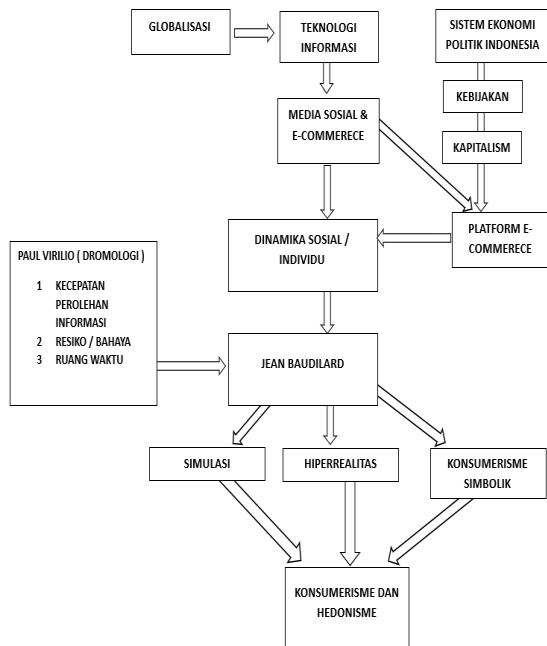 GLOBALISASI
TEKNOLOGI
INFORMASI
SISTEM EKONOMI
POLITIK INDONESIA
KEBIJAKAN
MEDIA SOSIAL &
E-COMMERECE
KAPITALISM
DINAMIKA SOSIAL /
INDIVIDU
PLATFORM E-
COMMERECE
PAUL VIRILIO ( DROMOLOGI )
1 KECEPATAN
PEROLEHAN
INFORMASI
2 RESIKO / BAHAYA
3 RUANG WAKTU
JEAN BAUDILARD
SIMULASI
HIPERREALITAS
KONSUMERISME
SIMBOLIK
KONSUMERISME DAN
HEDONISME